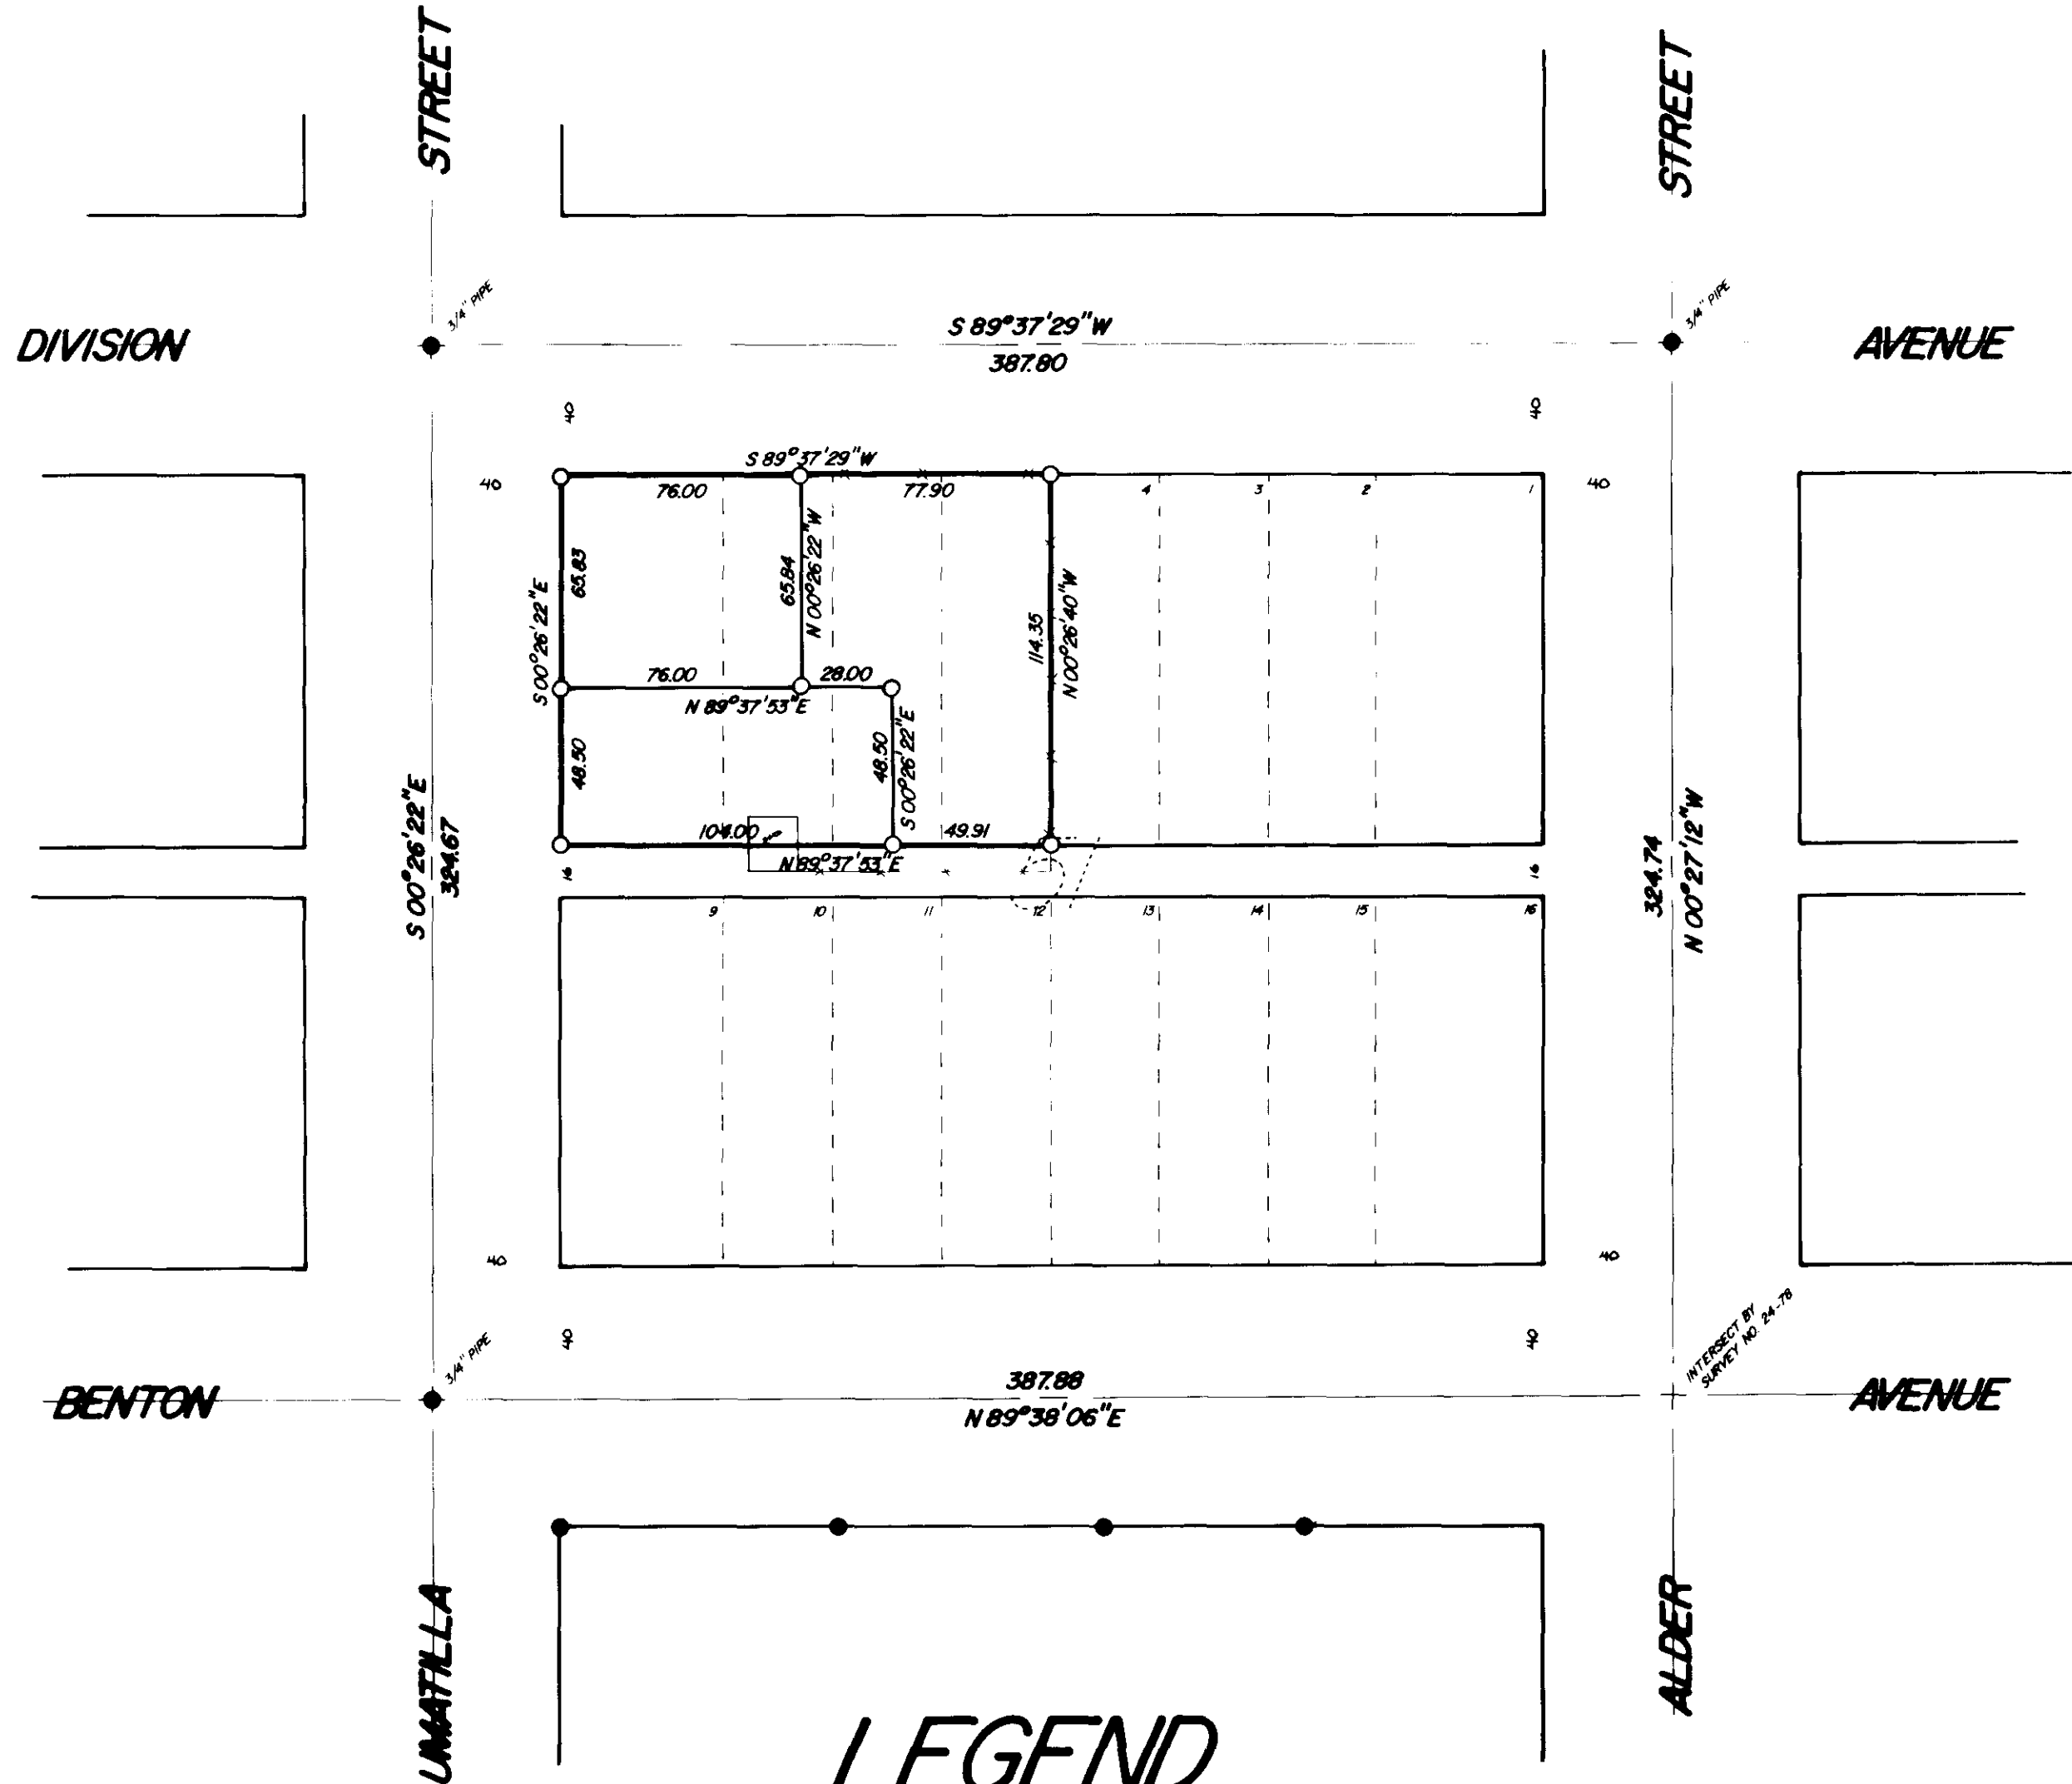 STREET
STREET
3/4" PIPE
3/4" PIPE
DIVISION
S 89°37'29"W
387.80
AVENUE
40
40
40
S 89°37'29"W
76.00
77.90
4
3
2
1
40
65.83
65.84
N 00°26'22"W
S 00°26'22"E
114.35
N 00°26'40"W
76.00
28.00
N 89°37'53"E
48.50
48.50
S 00°26'22"E
104.00
49.91
N 89°37'53"E
S 00°26'22"E
324.67
16
16
324.74
N 00°27'12"W
9
10
11
12
13
14
15
16
40
40
40
40
3/4" PIPE
INTERSECT BY
SURVEY NO. 24-78
BENTON
387.88
N 89°38'06"E
AVENUE
UMATILLA
ALDER
LEGEND